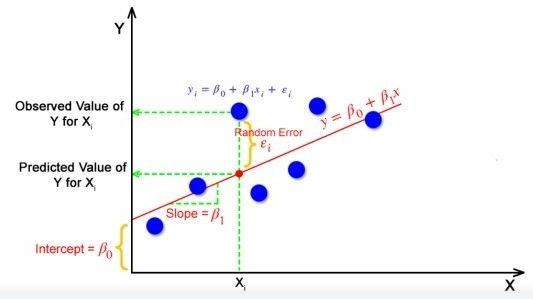 Y
yᵢ = β₀ + β₁xᵢ + εᵢ
y = β₀ + β₁x
Observed Value of
Y for Xᵢ
Random Error
εᵢ
Predicted Value of
Y for Xᵢ
Slope = β₁
Intercept = β₀
Xᵢ
X